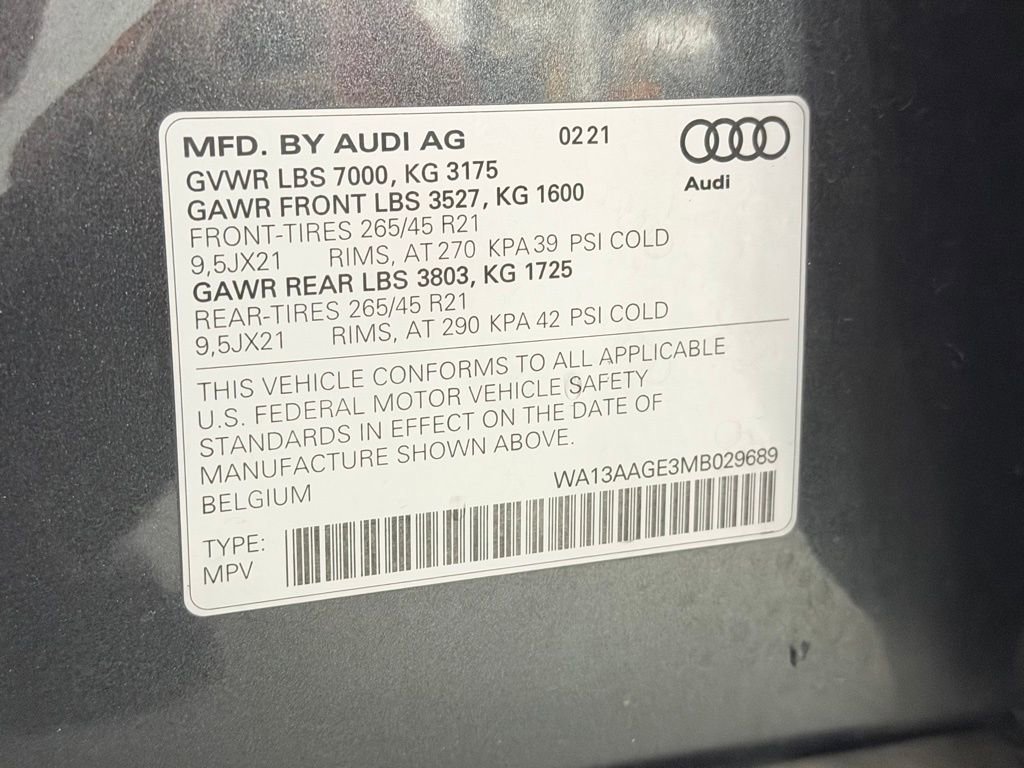 MFD. BY AUDI AG 0221
Audi
GVWR LBS 7000, KG 3175
GAWR FRONT LBS 3527, KG 1600
FRONT-TIRES 265/45 R21
9,5JX21 RIMS, AT 270 KPA 39 PSI COLD
GAWR REAR LBS 3803, KG 1725
REAR-TIRES 265/45 R21
9,5JX21 RIMS, AT 290 KPA 42 PSI COLD
THIS VEHICLE CONFORMS TO ALL APPLICABLE
U.S. FEDERAL MOTOR VEHICLE SAFETY
STANDARDS IN EFFECT ON THE DATE OF
MANUFACTURE SHOWN ABOVE.
BELGIUM WA13AAGE3MB029689
TYPE:
MPV